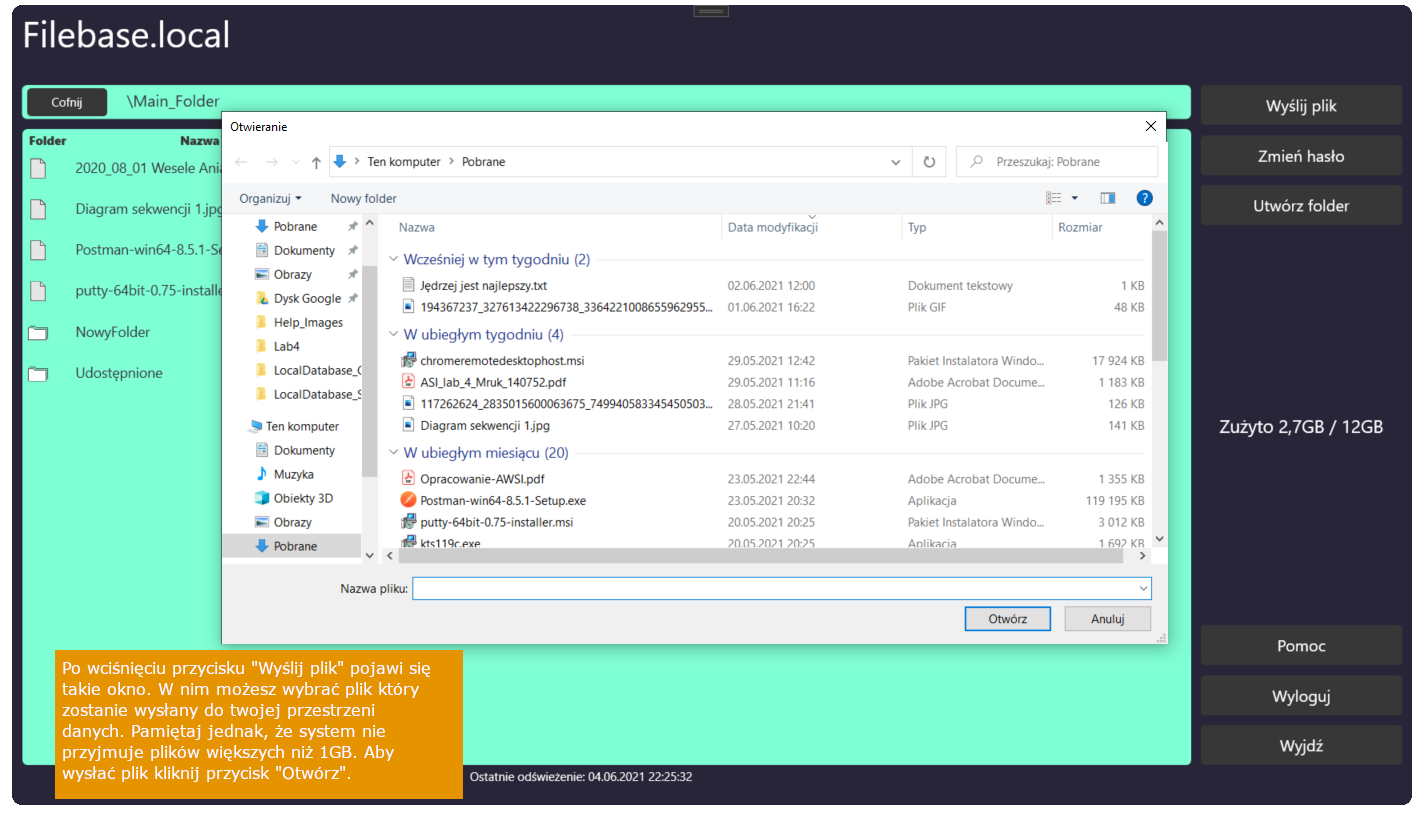 Filebase.local
Cofnij \Main_Folder
Wyślij plik
Zmień hasło
Utwórz folder
Folder Nazwa
2020_08_01 Wesele Ani
Diagram sekwencji 1.jpg
Postman-win64-8.5.1-Se
putty-64bit-0.75-installe
NowyFolder
Udostępnione
Otwieranie
Ten komputer > Pobrane
Przeszukaj: Pobrane
Organizuj Nowy folder
Pobrane
Dokumenty
Obrazy
Dysk Google
Help_Images
Lab4
LocalDatabase_C
LocalDatabase_S
Ten komputer
Dokumenty
Muzyka
Obiekty 3D
Obrazy
Pobrane
Nazwa Data modyfikacji Typ Rozmiar
Wcześniej w tym tygodniu (2)
Jędrzej jest najlepszy.txt 02.06.2021 12:00 Dokument tekstowy 1 KB
194367237_327613422296738_3364221008655962955... 01.06.2021 16:22 Plik GIF 48 KB
W ubiegłym tygodniu (4)
chromeremotedesktophost.msi 29.05.2021 12:42 Pakiet Instalatora Windo... 17 924 KB
ASI_lab_4_Mruk_140752.pdf 29.05.2021 11:16 Adobe Acrobat Docume... 1 183 KB
117262624_2835015600063675_749940583345450503... 28.05.2021 21:41 Plik JPG 126 KB
Diagram sekwencji 1.jpg 27.05.2021 10:20 Plik JPG 141 KB
W ubiegłym miesiącu (20)
Opracowanie-AWSI.pdf 23.05.2021 22:44 Adobe Acrobat Docume... 1 355 KB
Postman-win64-8.5.1-Setup.exe 23.05.2021 20:32 Aplikacja 119 195 KB
putty-64bit-0.75-installer.msi 20.05.2021 20:25 Pakiet Instalatora Windo... 3 012 KB
kts119c.exe 20.05.2021 20:25 Aplikacja 1 692 KB
Nazwa pliku:
Otwórz Anuluj
Zużyto 2,7GB / 12GB
Pomoc
Wyloguj
Wyjdź
Po wciśnięciu przycisku "Wyślij plik" pojawi się
takie okno. W nim możesz wybrać plik który
zostanie wysłany do twojej przestrzeni
danych. Pamiętaj jednak, że system nie
przyjmuje plików większych niż 1GB. Aby
wysłać plik kliknij przycisk "Otwórz".
Ostatnie odświeżenie: 04.06.2021 22:25:32